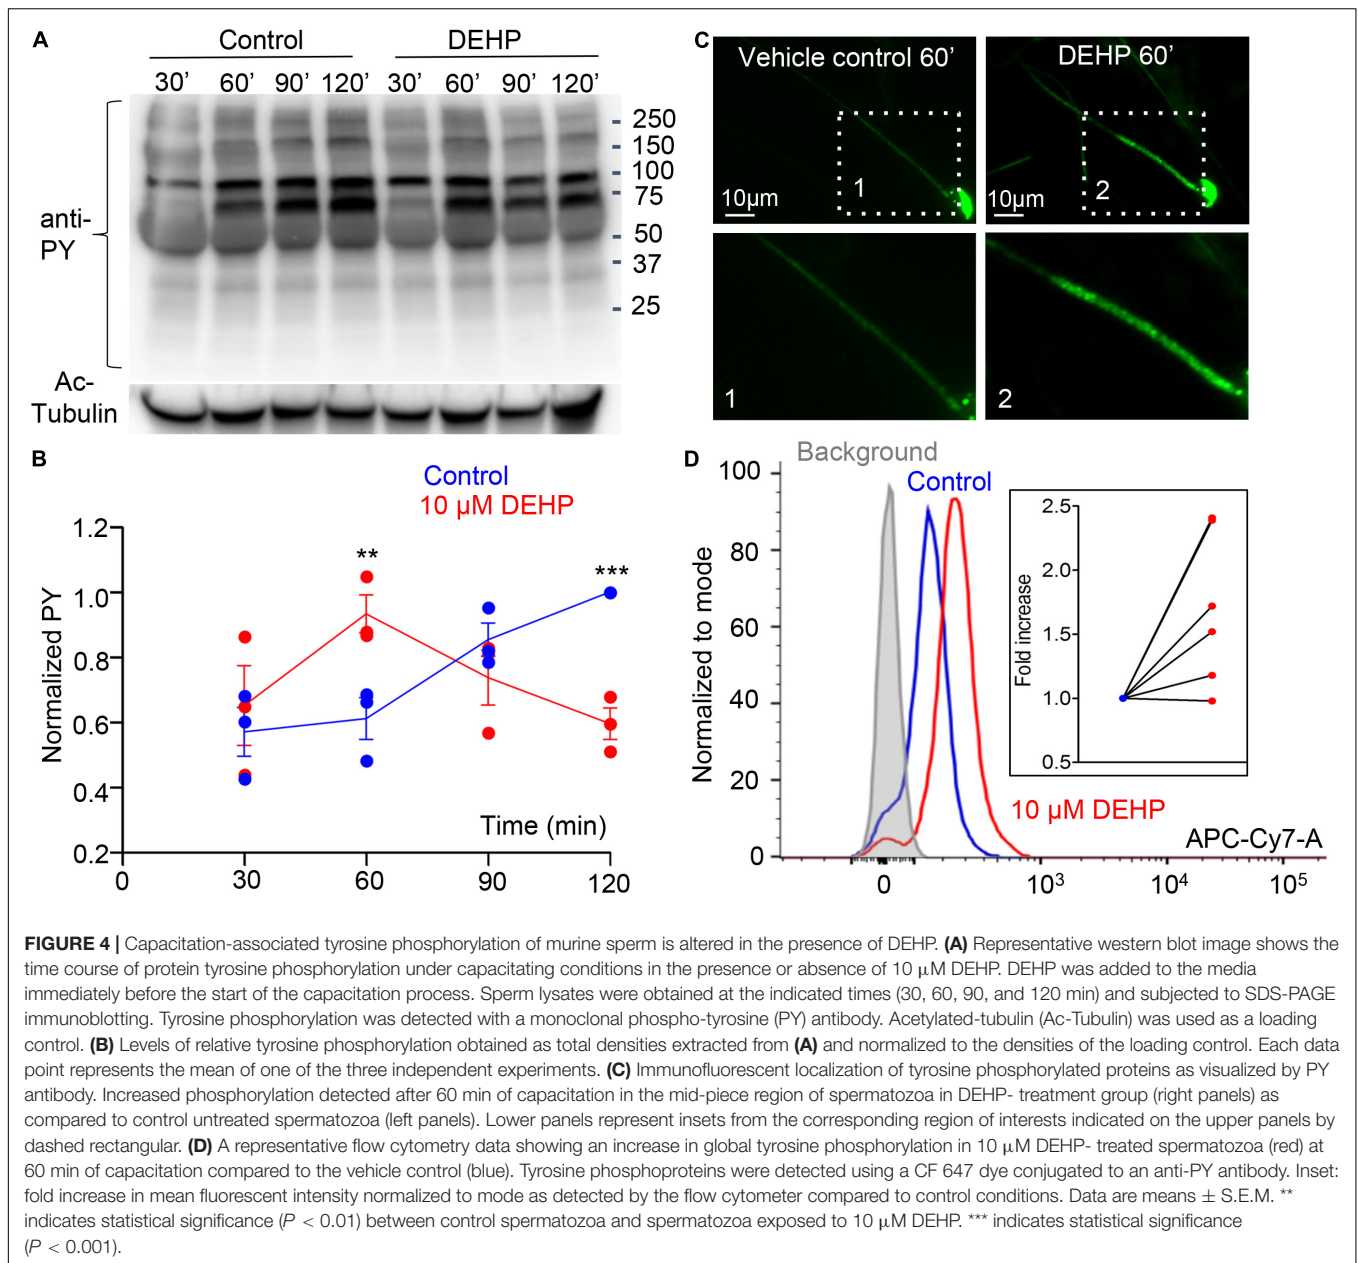 A
Control
DEHP
30’ 60’ 90’ 120’ 30’ 60’ 90’ 120’
250
150
100
75
50
37
25
anti-
PY
Ac-
Tubulin
B
Control
10 µM DEHP
Normalized PY
1.2
1.0
0.8
0.6
0.4
0.2
**
***
Time (min)
0 30 60 90 120
C
Vehicle control 60’
DEHP 60’
1
10µm
2
10µm
1
2
D
Background
Control
Normalized to mode
100
80
60
40
20
0
Fold increase
2.5
2.0
1.5
1.0
0.5
10 µM DEHP
APC-Cy7-A
0 10³ 10⁴ 10⁵
FIGURE 4 | Capacitation-associated tyrosine phosphorylation of murine sperm is altered in the presence of DEHP. (A) Representative western blot image shows the
time course of protein tyrosine phosphorylation under capacitating conditions in the presence or absence of 10 µM DEHP. DEHP was added to the media
immediately before the start of the capacitation process. Sperm lysates were obtained at the indicated times (30, 60, 90, and 120 min) and subjected to SDS-PAGE
immunoblotting. Tyrosine phosphorylation was detected with a monoclonal phospho-tyrosine (PY) antibody. Acetylated-tubulin (Ac-Tubulin) was used as a loading
control. (B) Levels of relative tyrosine phosphorylation obtained as total densities extracted from (A) and normalized to the densities of the loading control. Each data
point represents the mean of one of the three independent experiments. (C) Immunofluorescent localization of tyrosine phosphorylated proteins as visualized by PY
antibody. Increased phosphorylation detected after 60 min of capacitation in the mid-piece region of spermatozoa in DEHP- treatment group (right panels) as
compared to control untreated spermatozoa (left panels). Lower panels represent insets from the corresponding region of interests indicated on the upper panels by
dashed rectangular. (D) A representative flow cytometry data showing an increase in global tyrosine phosphorylation in 10 µM DEHP- treated spermatozoa (red) at
60 min of capacitation compared to the vehicle control (blue). Tyrosine phosphoproteins were detected using a CF 647 dye conjugated to an anti-PY antibody. Inset:
fold increase in mean fluorescent intensity normalized to mode as detected by the flow cytometer compared to control conditions. Data are means ± S.E.M. **
indicates statistical significance (P < 0.01) between control spermatozoa and spermatozoa exposed to 10 µM DEHP. *** indicates statistical significance
(P < 0.001).